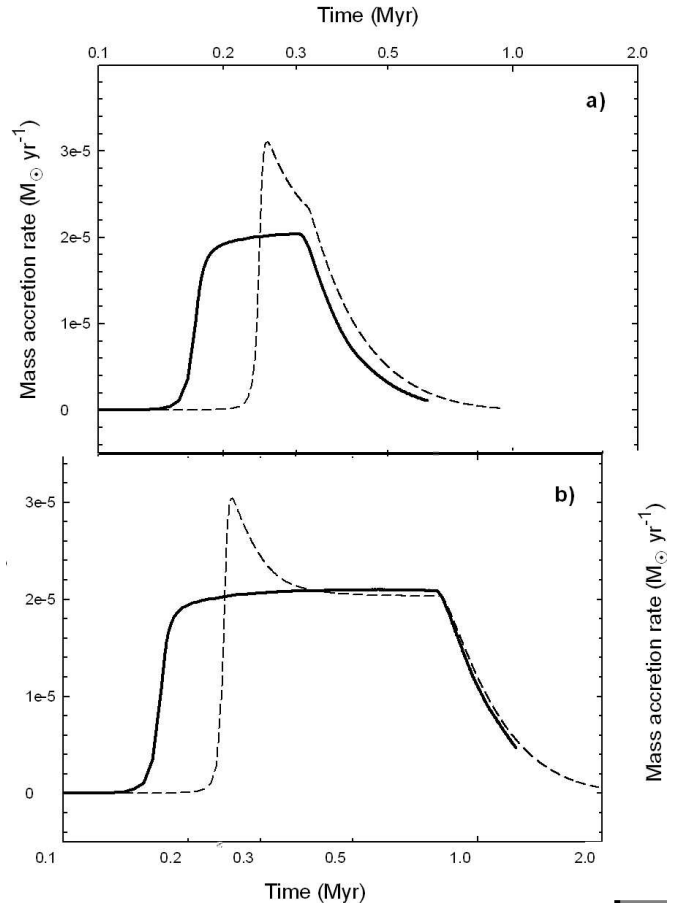 Time (Myr)
0.1 0.2 0.3 0.5 1.0 2.0
a)
Mass accretion rate (M☉ yr⁻¹)
3e-5
2e-5
1e-5
0
b)
Mass accretion rate (M☉ yr⁻¹)
3e-5
2e-5
1e-5
0
0.1 0.2 0.3 0.5 1.0 2.0
Time (Myr)